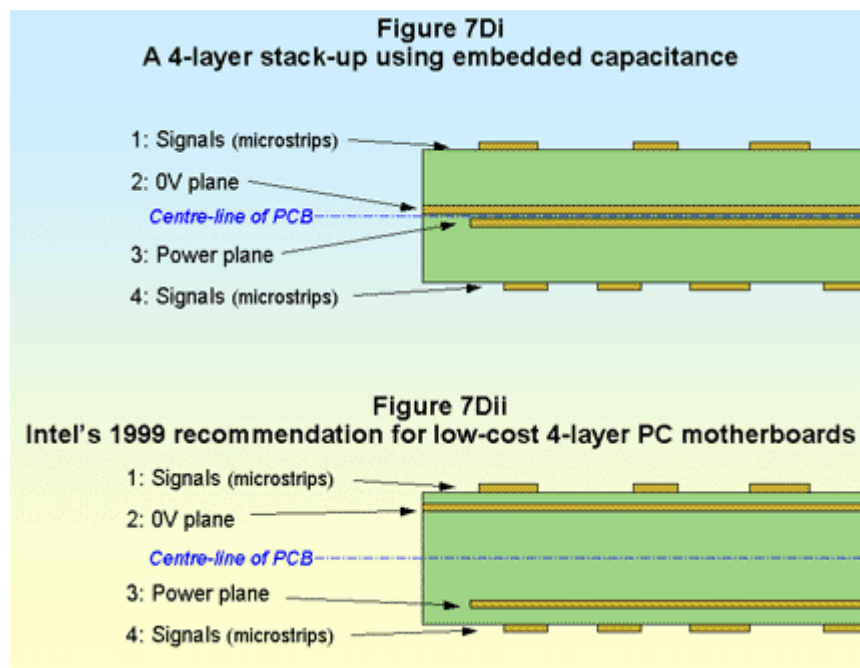 Figure 7Di
A 4-layer stack-up using embedded capacitance
1: Signals (microstrips)
2: 0V plane
Centre-line of PCB
3: Power plane
4: Signals (microstrips)
Figure 7Dii
Intel's 1999 recommendation for low-cost 4-layer PC motherboards
1: Signals (microstrips)
2: 0V plane
Centre-line of PCB
3: Power plane
4: Signals (microstrips)